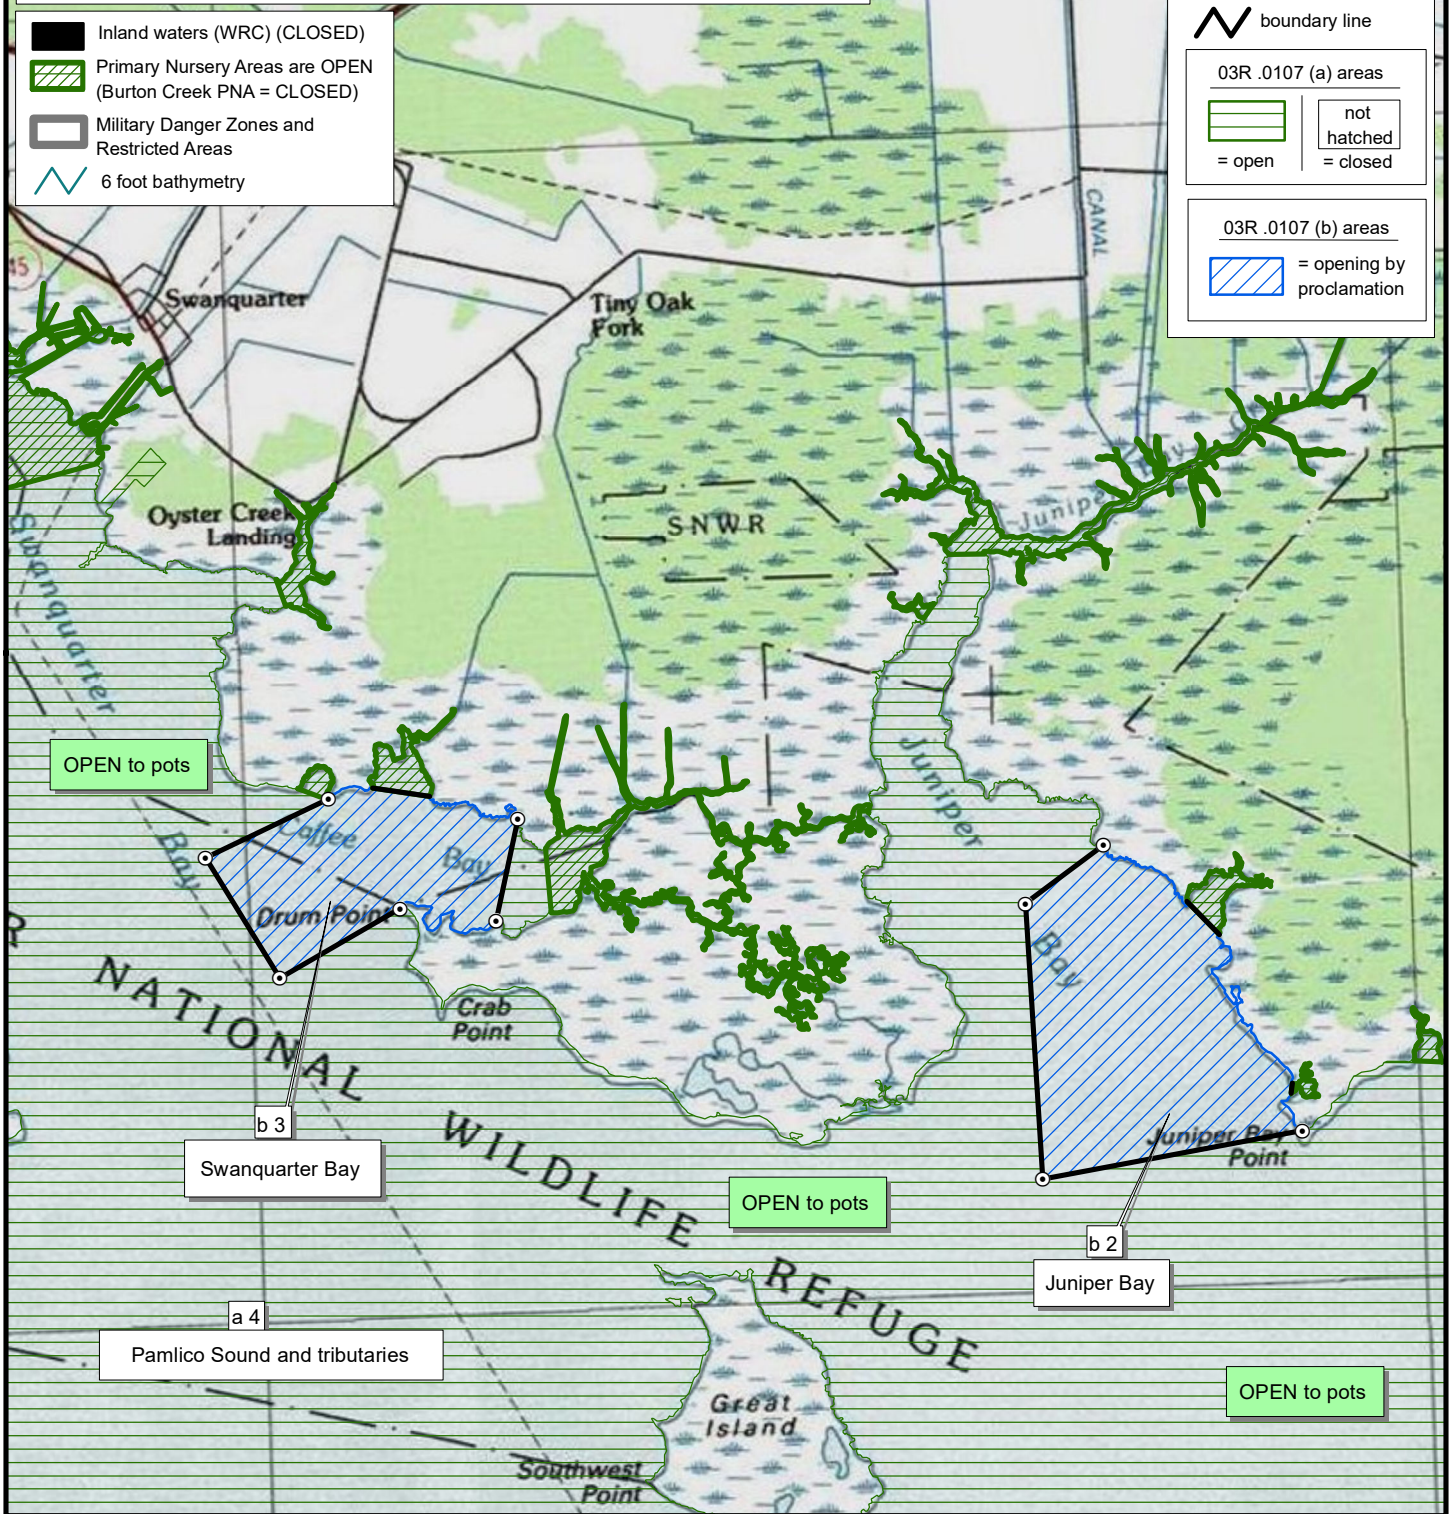 Inland waters (WRC) (CLOSED)
Primary Nursery Areas are OPEN
(Burton Creek PNA = CLOSED)
Military Danger Zones and
Restricted Areas
6 foot bathymetry
boundary line
03R .0107 (a) areas
not
hatched
= open
= closed
03R .0107 (b) areas
= opening by
proclamation
CANAL
45
Swanquarter
Tiny Oak
Fork
Oyster Creek
Landing
SNWR
Juniper
Swanquarter
Bay
OPEN to pots
Juniper
Bay
Coffee
Bay
Drum Point
R
NATIONAL
WILDLIFE
REFUGE
Crab
Point
b 3
Swanquarter Bay
Juniper Bay
Point
OPEN to pots
b 2
Juniper Bay
a 4
Pamlico Sound and tributaries
OPEN to pots
Great
Island
Southwest
Point